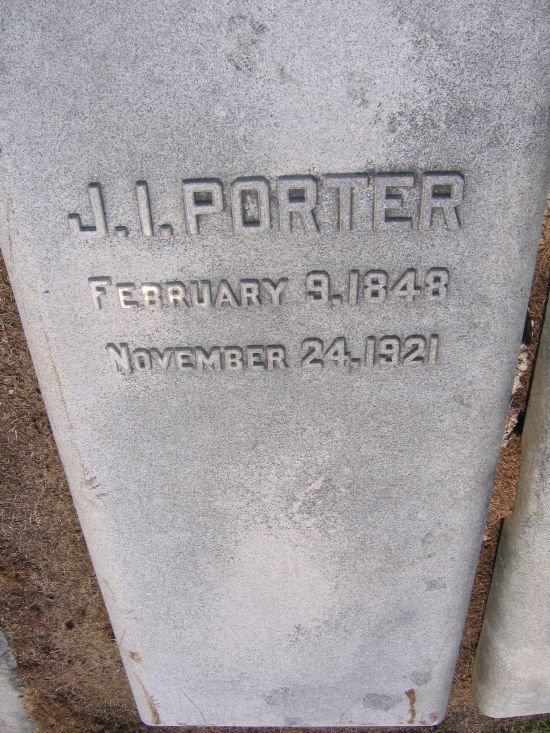 J.I.PORTER
FEBRUARY 9,1848
NOVEMBER 24,1921